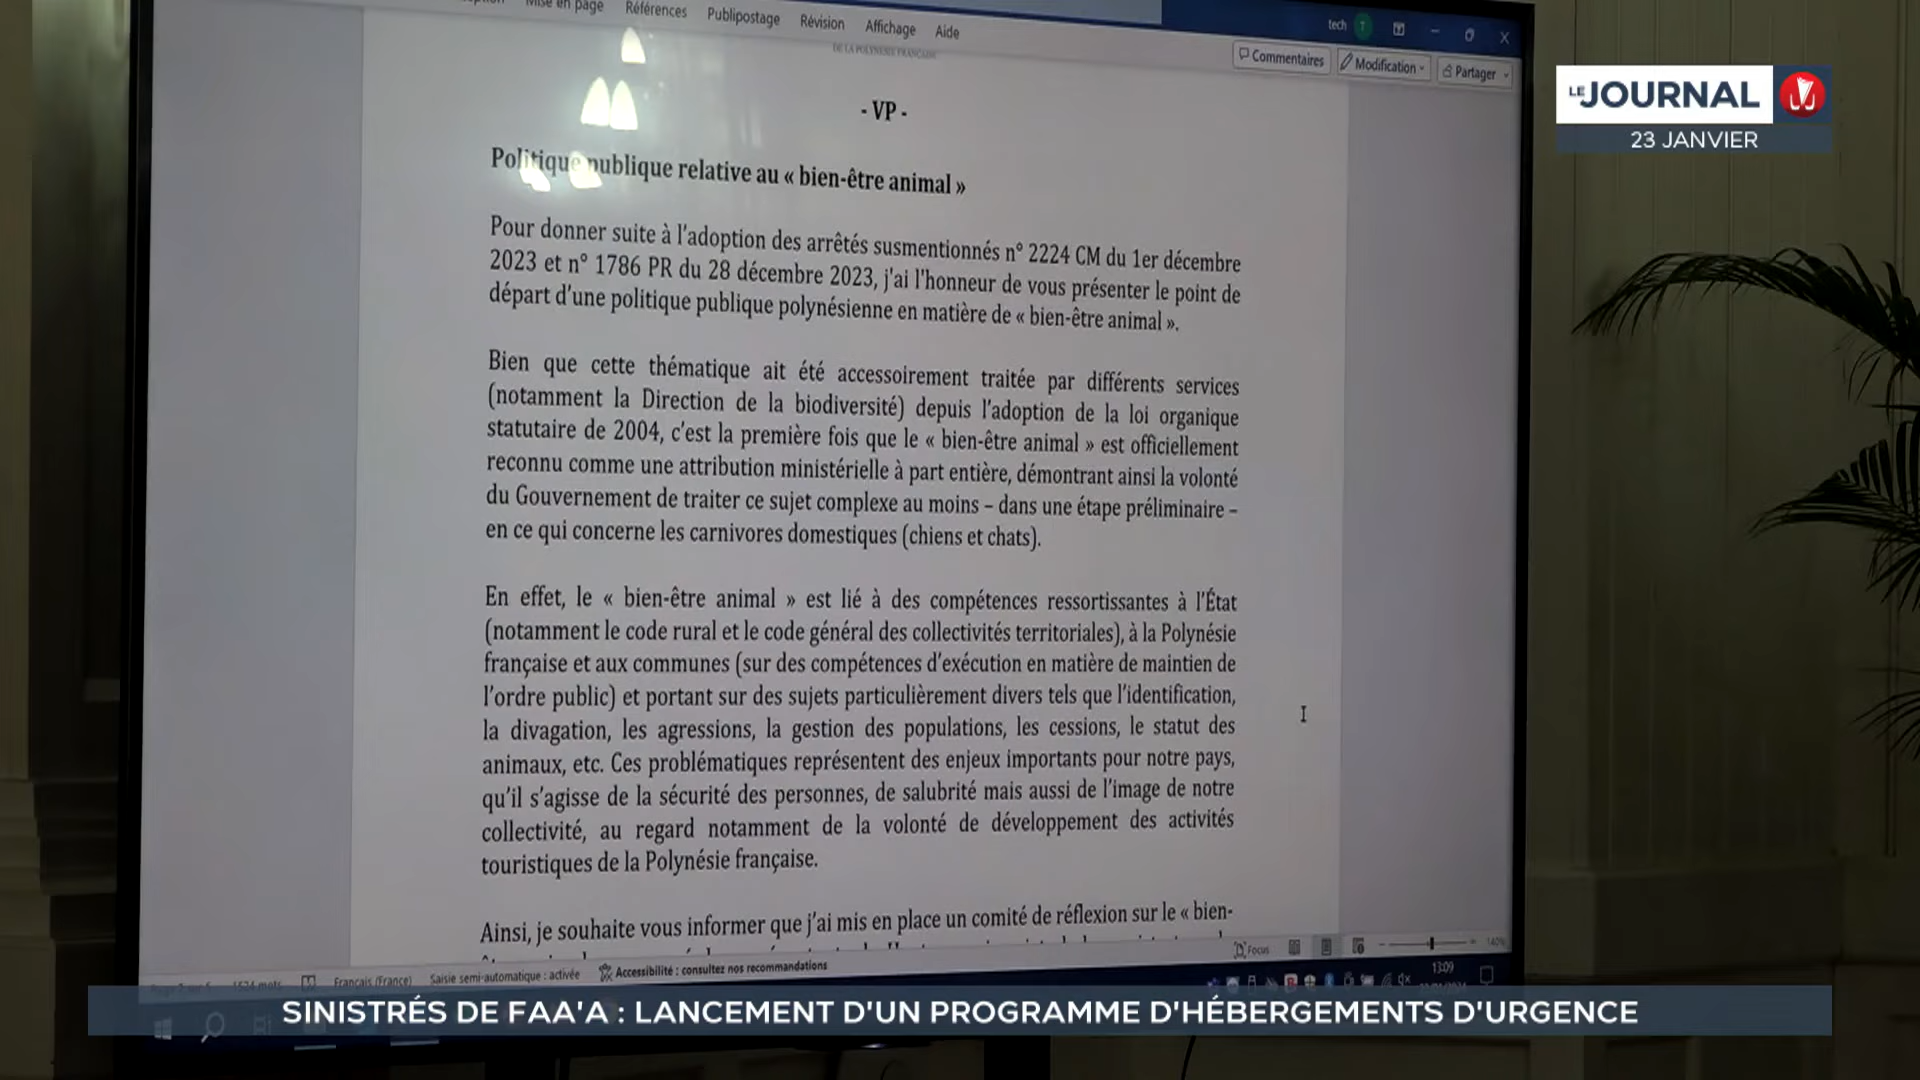 Mise en page Références Publipostage Révision Affichage Aide
tech T
Commentaires Modification Partager
DE LA POLYNÉSIE FRANÇAISE
LE JOURNAL
23 JANVIER
- VP -
Politique publique relative au « bien-être animal »
Pour donner suite à l'adoption des arrêtés susmentionnés n° 2224 CM du 1er décembre
2023 et n° 1786 PR du 28 décembre 2023, j'ai l'honneur de vous présenter le point de
départ d'une politique publique polynésienne en matière de « bien-être animal ».
Bien que cette thématique ait été accessoirement traitée par différents services
(notamment la Direction de la biodiversité) depuis l'adoption de la loi organique
statutaire de 2004, c'est la première fois que le « bien-être animal » est officiellement
reconnu comme une attribution ministérielle à part entière, démontrant ainsi la volonté
du Gouvernement de traiter ce sujet complexe au moins – dans une étape préliminaire –
en ce qui concerne les carnivores domestiques (chiens et chats).
En effet, le « bien-être animal » est lié à des compétences ressortissantes à l'État
(notamment le code rural et le code général des collectivités territoriales), à la Polynésie
française et aux communes (sur des compétences d'exécution en matière de maintien de
l'ordre public) et portant sur des sujets particulièrement divers tels que l'identification,
la divagation, les agressions, la gestion des populations, les cessions, le statut des
animaux, etc. Ces problématiques représentent des enjeux importants pour notre pays,
qu'il s'agisse de la sécurité des personnes, de salubrité mais aussi de l'image de notre
collectivité, au regard notamment de la volonté de développement des activités
touristiques de la Polynésie française.
Ainsi, je souhaite vous informer que j'ai mis en place un comité de réflexion sur le « bien-
Focus 140%
Français (France) Saisie semi-automatique : activée Accessibilité : consultez nos recommandations
13:09
SINISTRÉS DE FAA'A : LANCEMENT D'UN PROGRAMME D'HÉBERGEMENTS D'URGENCE